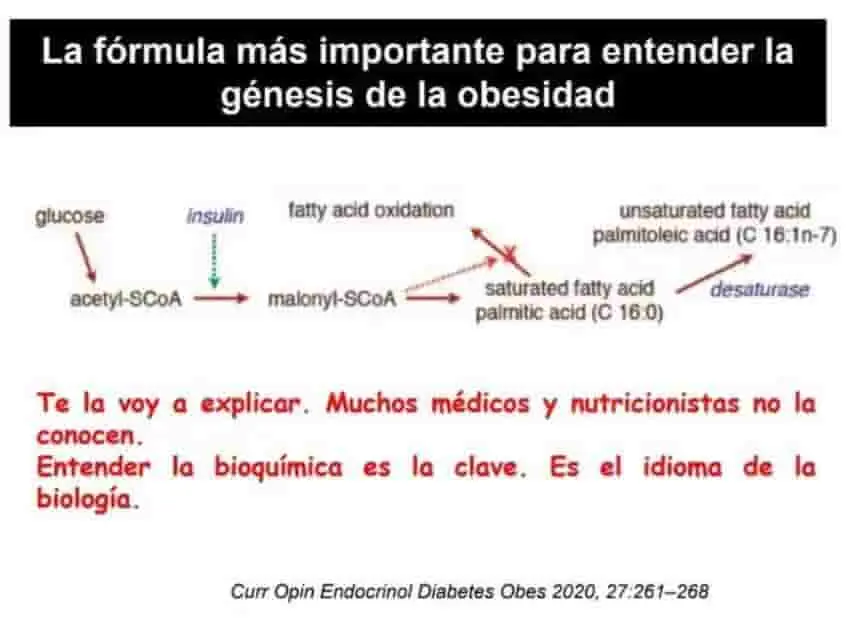 La fórmula más importante para entender la
génesis de la obesidad
glucose
insulin
fatty acid oxidation
unsaturated fatty acid
palmitoleic acid (C 16:1n-7)
acetyl-SCoA
malonyl-SCoA
saturated fatty acid
palmitic acid (C 16:0)
desaturase
Te la voy a explicar. Muchos médicos y nutricionistas no la
conocen.
Entender la bioquímica es la clave. Es el idioma de la
biología.
Curr Opin Endocrinol Diabetes Obes 2020, 27:261–268